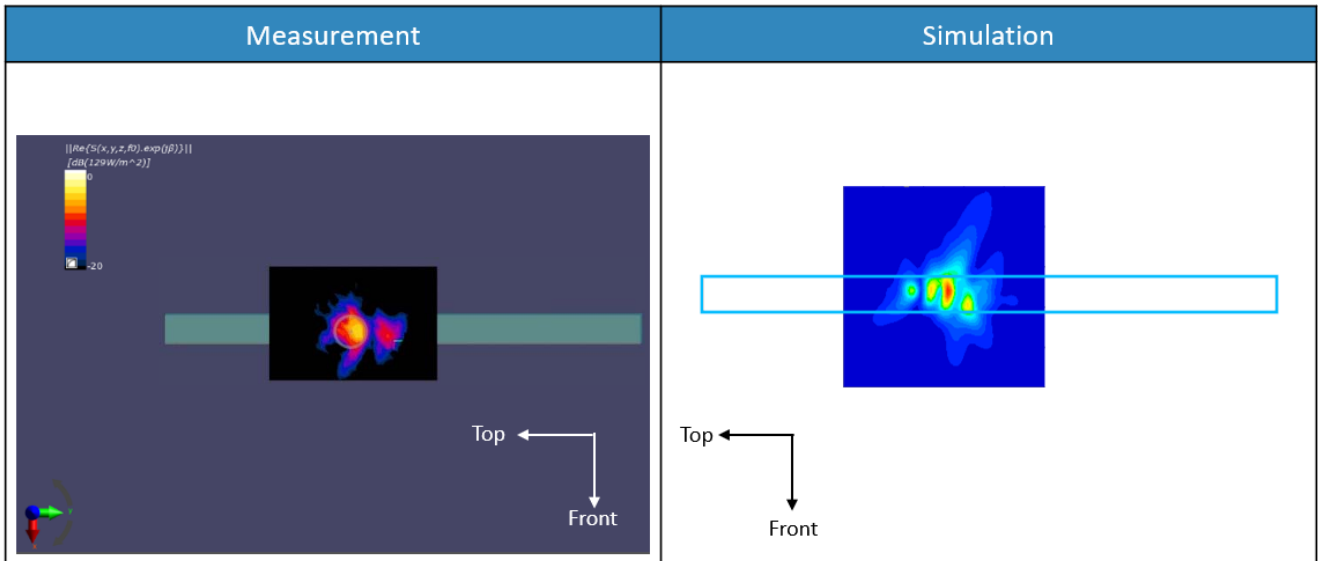 Measurement
Simulation
||Re{S(x,y,z,f0).exp(jβ)}||
[dB(129W/m^2)]
0
-20
Top
Front
Top
Front